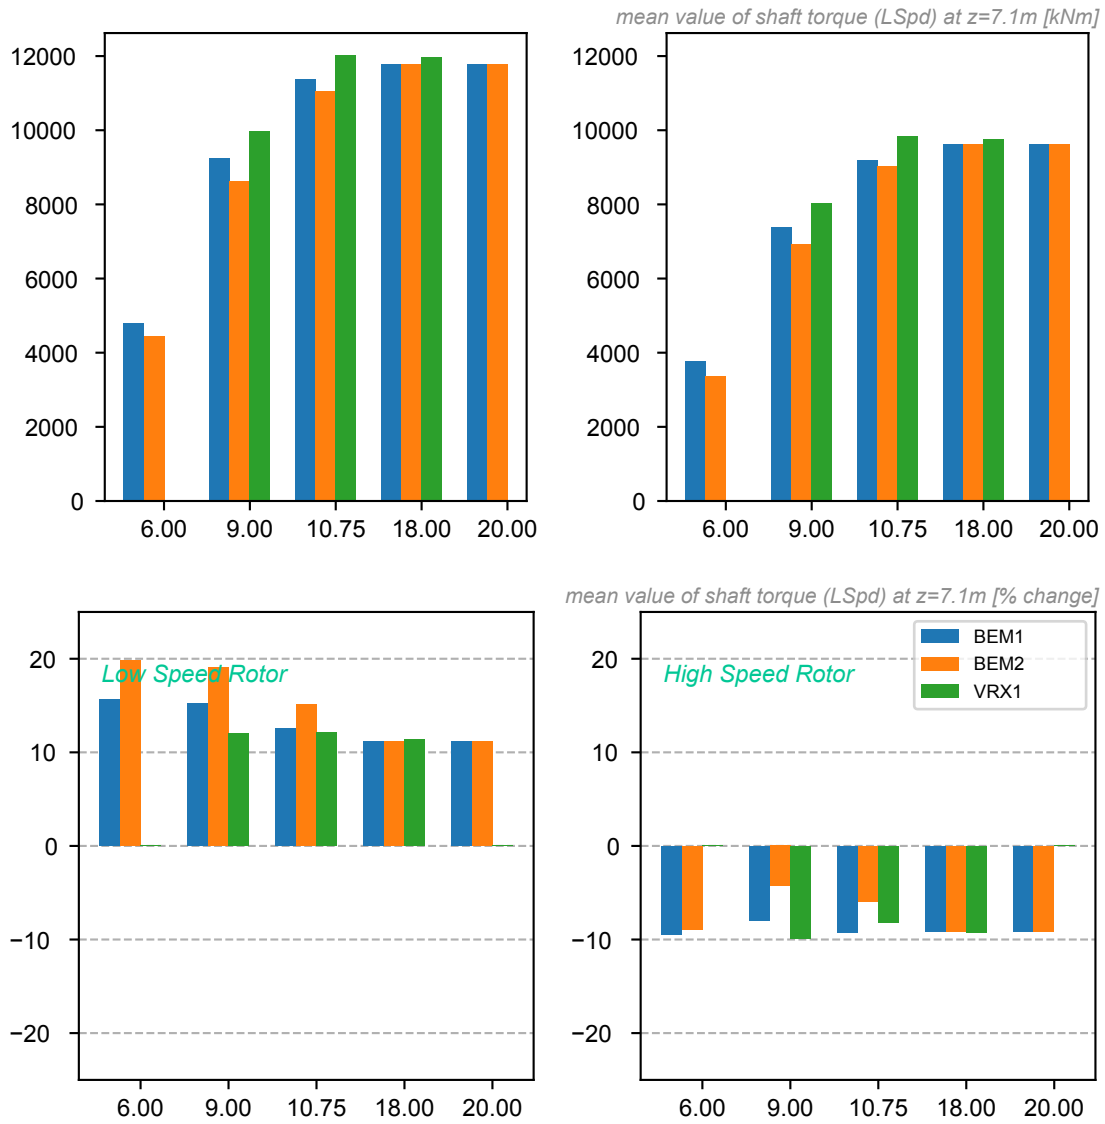 mean value of shaft torque (LSpd) at z=7.1m [kNm]
12000
10000
8000
6000
4000
2000
0
6.00 9.00 10.75 18.00 20.00
12000
10000
8000
6000
4000
2000
0
6.00 9.00 10.75 18.00 20.00
mean value of shaft torque (LSpd) at z=7.1m [% change]
20
10
0
−10
−20
Low Speed Rotor
6.00 9.00 10.75 18.00 20.00
20
10
0
−10
−20
High Speed Rotor
BEM1
BEM2
VRX1
6.00 9.00 10.75 18.00 20.00